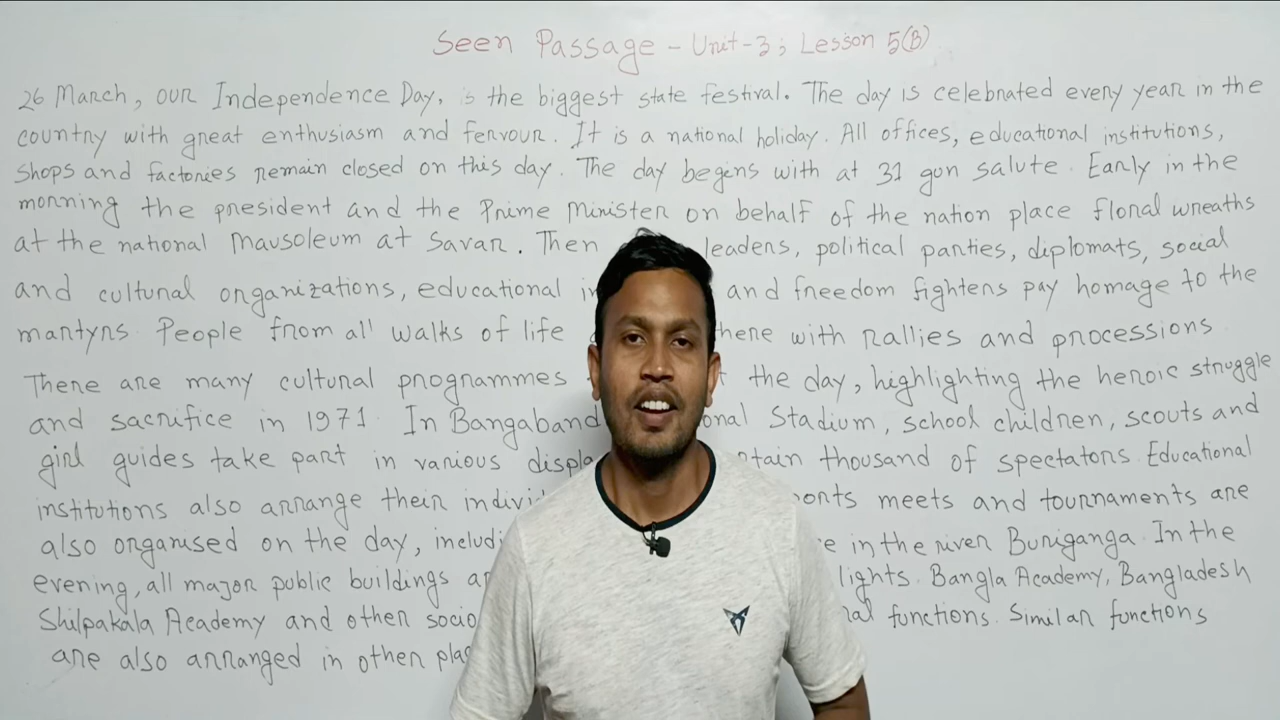 Seen Passage - Unit-3; Lesson 5(B)
26 March, our Independence Day, is the biggest state festival. The day is celebrated every year in the
country with great enthusiasm and fervour. It is a national holiday. All offices, educational institutions,
shops and factories remain closed on this day. The day begins with at 31 gun salute. Early in the
morning the president and the Prime Minister on behalf of the nation place floral wreaths
at the national Mausoleum at Savar. Then leaders, political parties, diplomats, social
and cultural organizations, educational and freedom fighters pay homage to the
martyrs. People from all walks of life there with rallies and processions
There are many cultural programmes the day, highlighting the heroic struggle
and sacrifice in 1971 In Bangaband Stadium, school children, scouts and
girl guides take part in various thousand of spectators. Educational
institutions also arrange their meets and tournaments are
also organised on the day, in the river Buriganga. In the
evening, all major public buildings lights. Bangla Academy, Bangladesh
Shilpakala Academy and other functions. Similar functions
are also arranged in other